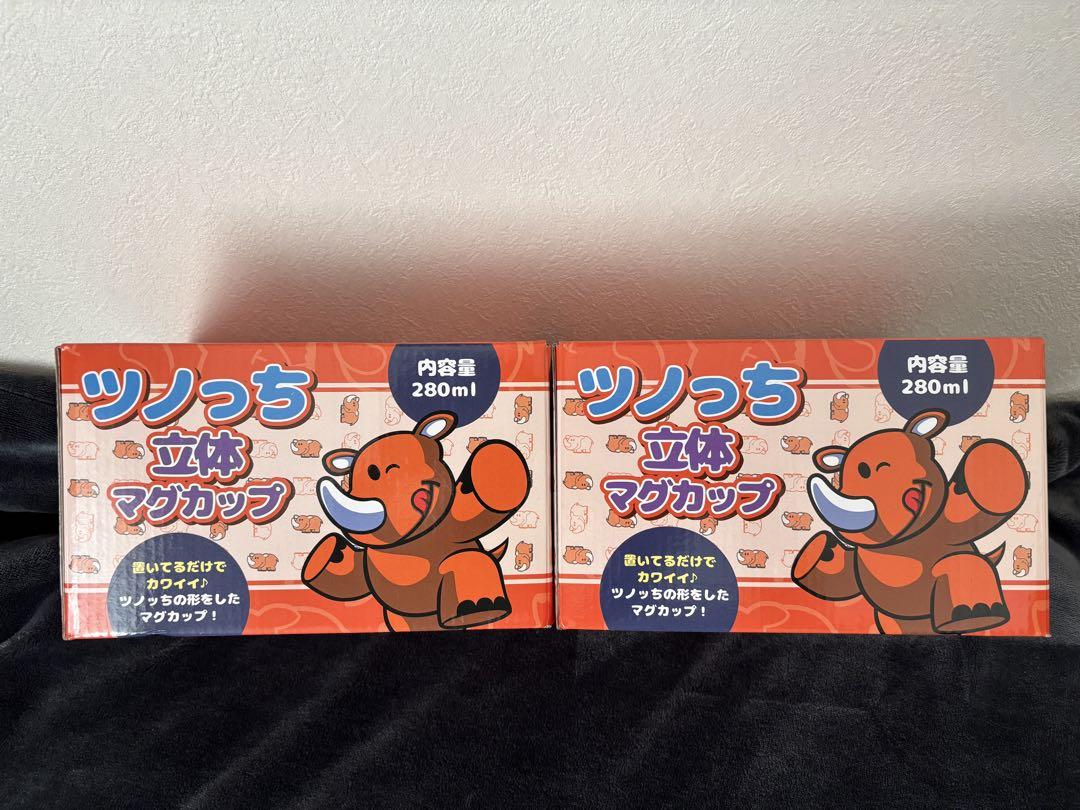 ツノっち
立体
マグカップ
内容量
280ml
置いてるだけで
カワイイ♪
ツノッちの形をした
マグカップ！
ツノっち
立体
マグカップ
内容量
280ml
置いてるだけで
カワイイ♪
ツノッちの形をした
マグカップ！